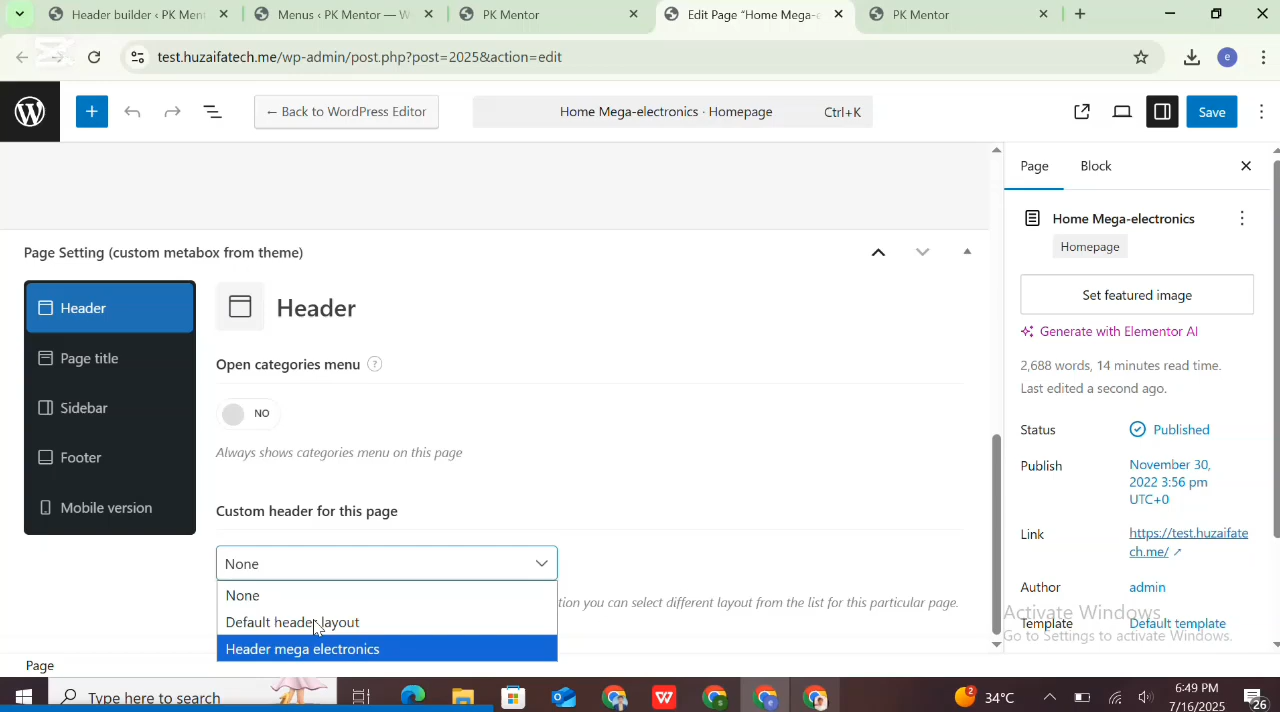 Header builder ‹ PK Ment
Menus ‹ PK Mentor — W
PK Mentor
Edit Page "Home Mega-e
PK Mentor
test.huzaifatech.me/wp-admin/post.php?post=2025&action=edit
e
← Back to WordPress Editor
Home Mega-electronics · Homepage
Ctrl+K
Save
Page Setting (custom metabox from theme)
Header
Page title
Sidebar
Footer
Mobile version
Header
Open categories menu ?
NO
Always shows categories menu on this page
Custom header for this page
None
None
Default header layout
Header mega electronics
tion you can select different layout from the list for this particular page.
Page
Page
Block
Home Mega-electronics
Homepage
Set featured image
Generate with Elementor AI
2,688 words, 14 minutes read time.
Last edited a second ago.
Status
Published
Publish
November 30,
2022 3:56 pm
UTC+0
Link
https://test.huzaifate
ch.me/ ↗
Author
admin
Template
Default template
Activate Windows
Go to Settings to activate Windows.
Type here to search
34°C
6:49 PM
7/16/2025
26